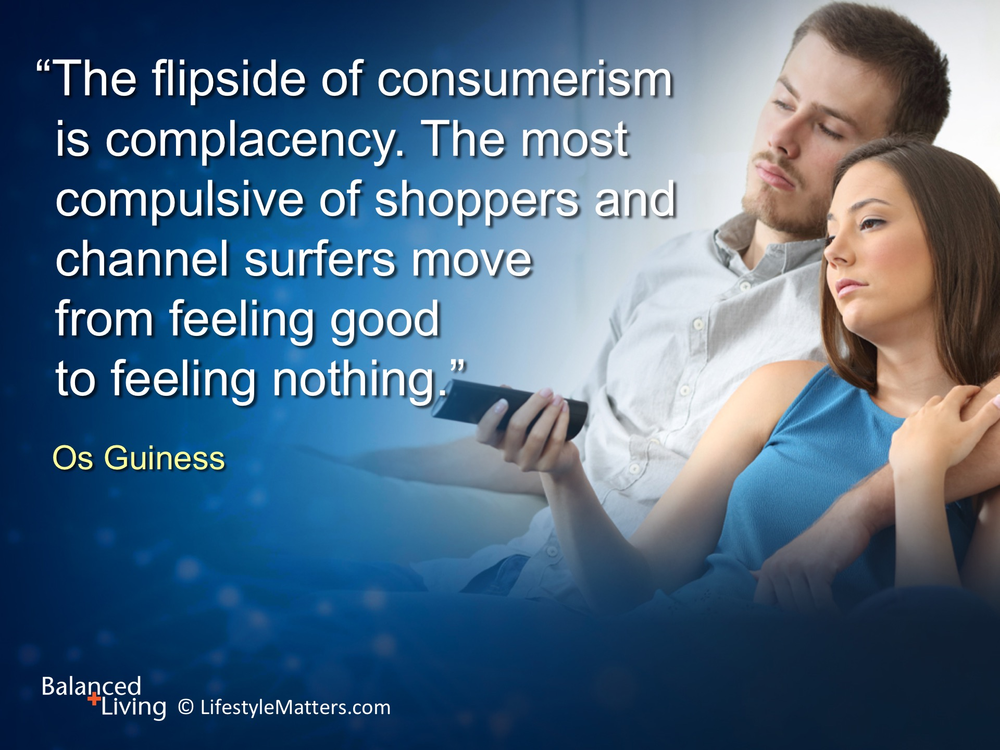 “The flipside of consumerism
is complacency. The most
compulsive of shoppers and
channel surfers move
from feeling good
to feeling nothing.”
Os Guiness
Balanced
Living © LifestyleMatters.com